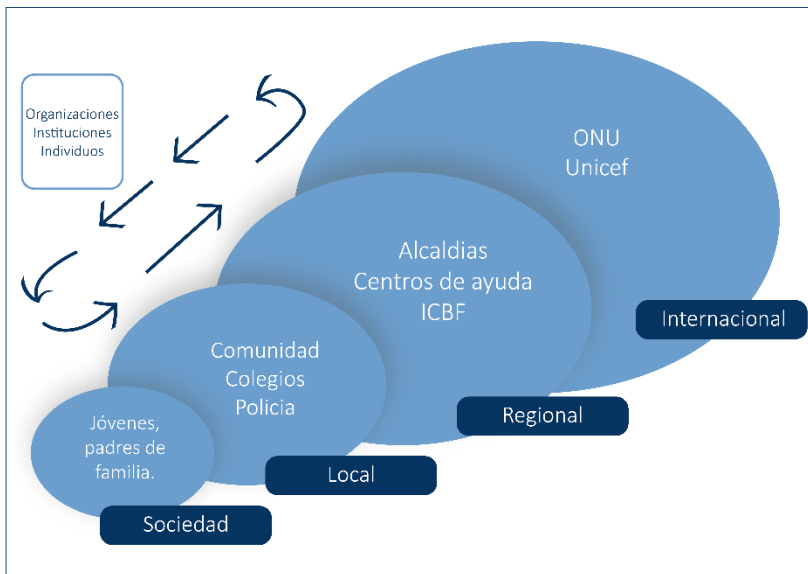 Organizaciones
Instituciones
Individuos
ONU
Unicef
Internacional
Alcaldias
Centros de ayuda
ICBF
Regional
Comunidad
Colegios
Policia
Local
Jóvenes,
padres de
familia.
Sociedad